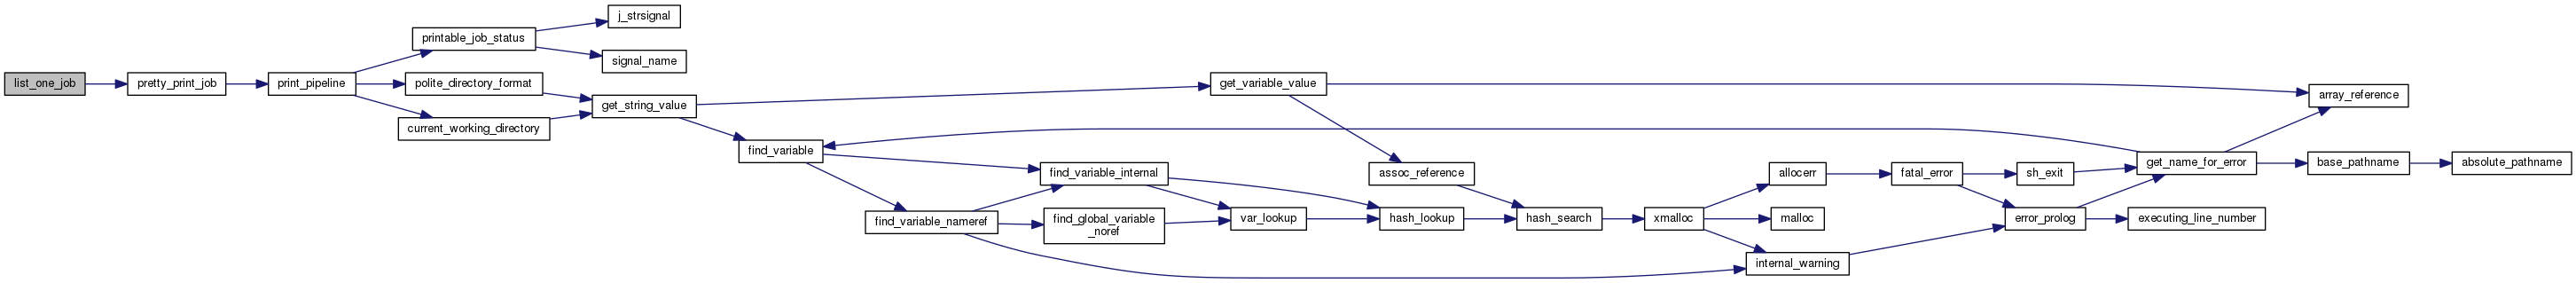 list_one_job
pretty_print_job
print_pipeline
printable_job_status
j_strsignal
signal_name
polite_directory_format
current_working_directory
get_string_value
get_variable_value
find_variable
find_variable_internal
find_variable_nameref
find_global_variable
_noref
var_lookup
assoc_reference
hash_lookup
hash_search
xmalloc
allocerr
malloc
internal_warning
fatal_error
sh_exit
error_prolog
get_name_for_error
executing_line_number
array_reference
base_pathname
absolute_pathname